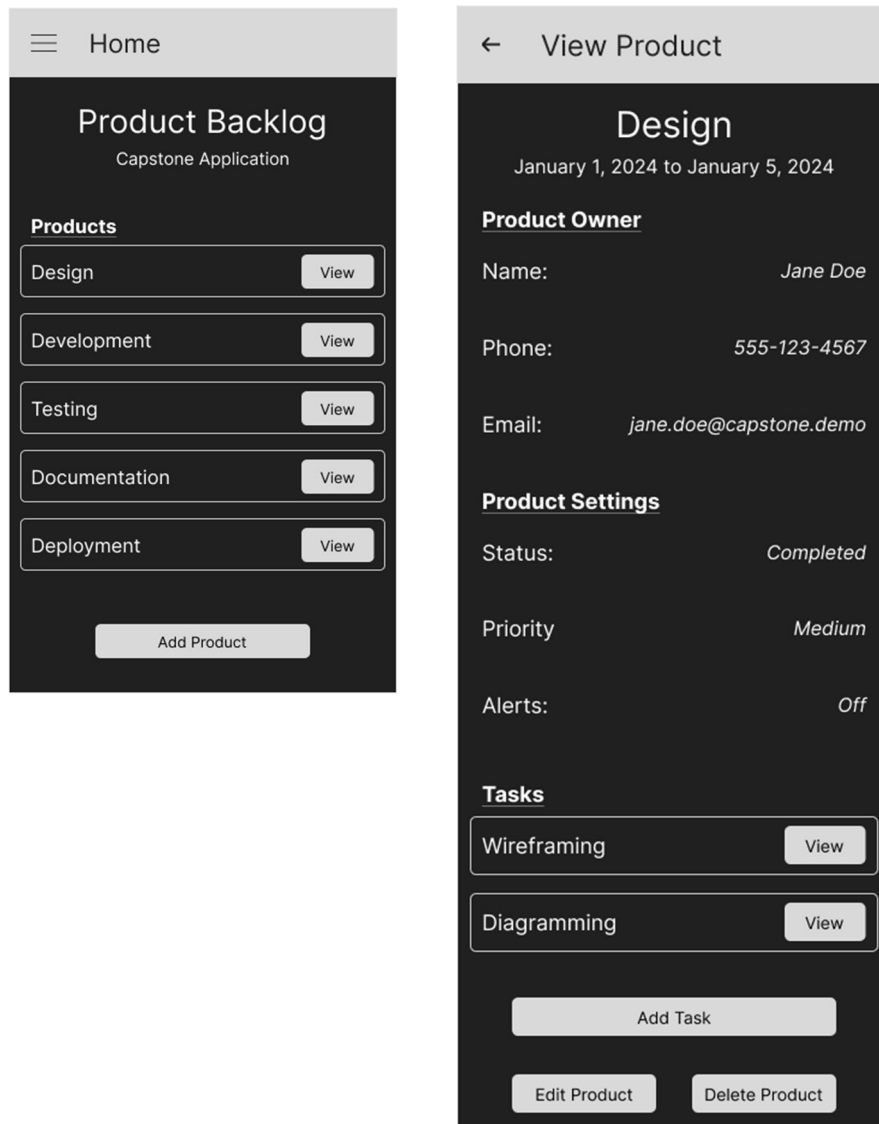 Home
Product Backlog
Capstone Application
Products
Design View
Development View
Testing View
Documentation View
Deployment View
Add Product
View Product
Design
January 1, 2024 to January 5, 2024
Product Owner
Name: Jane Doe
Phone: 555-123-4567
Email: jane.doe@capstone.demo
Product Settings
Status: Completed
Priority Medium
Alerts: Off
Tasks
Wireframing View
Diagramming View
Add Task
Edit Product Delete Product